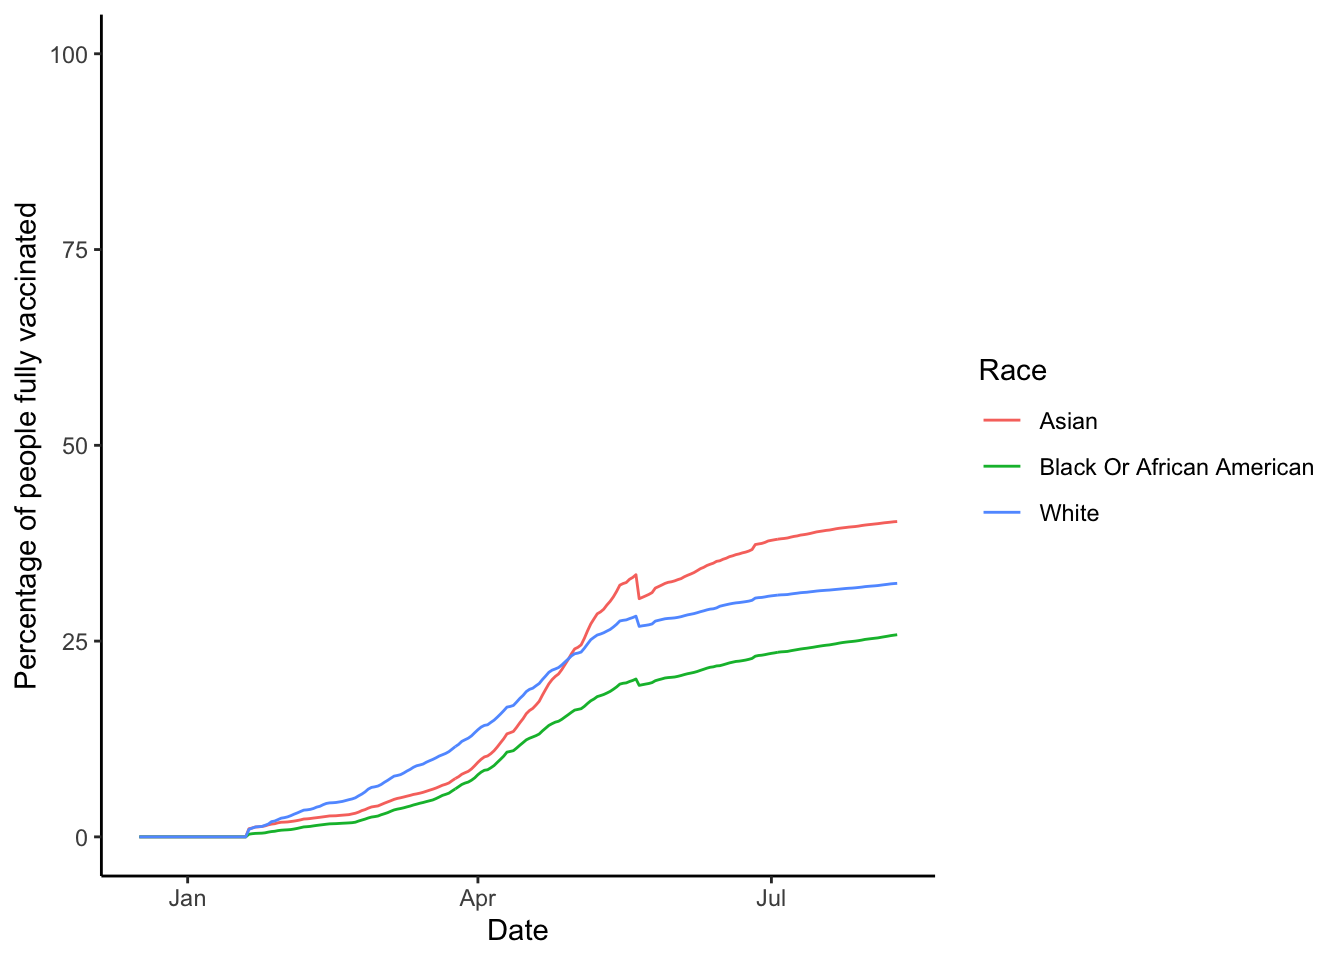 Percentage of people fully vaccinated
100
75
50
25
0
Jan
Apr
Jul
Date
Race
Asian
Black Or African American
White